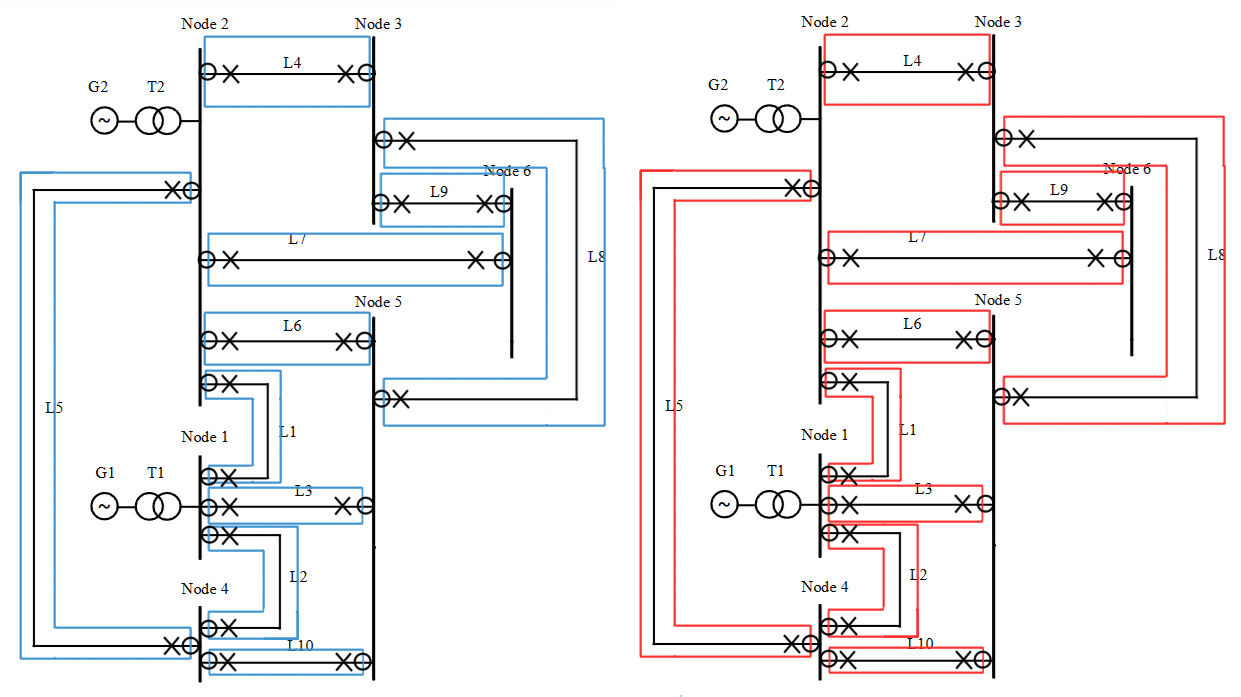 Node 2 Node 3
L4
G2 T2
~
Node 6
L9
L7
L8
Node 5
L6
L5
L1
Node 1
G1 T1
L3
~
L2
Node 4
L10
Node 2 Node 3
L4
G2 T2
~
Node 6
L9
L7
L8
Node 5
L6
L5
L1
Node 1
G1 T1
L3
~
L2
Node 4
L10